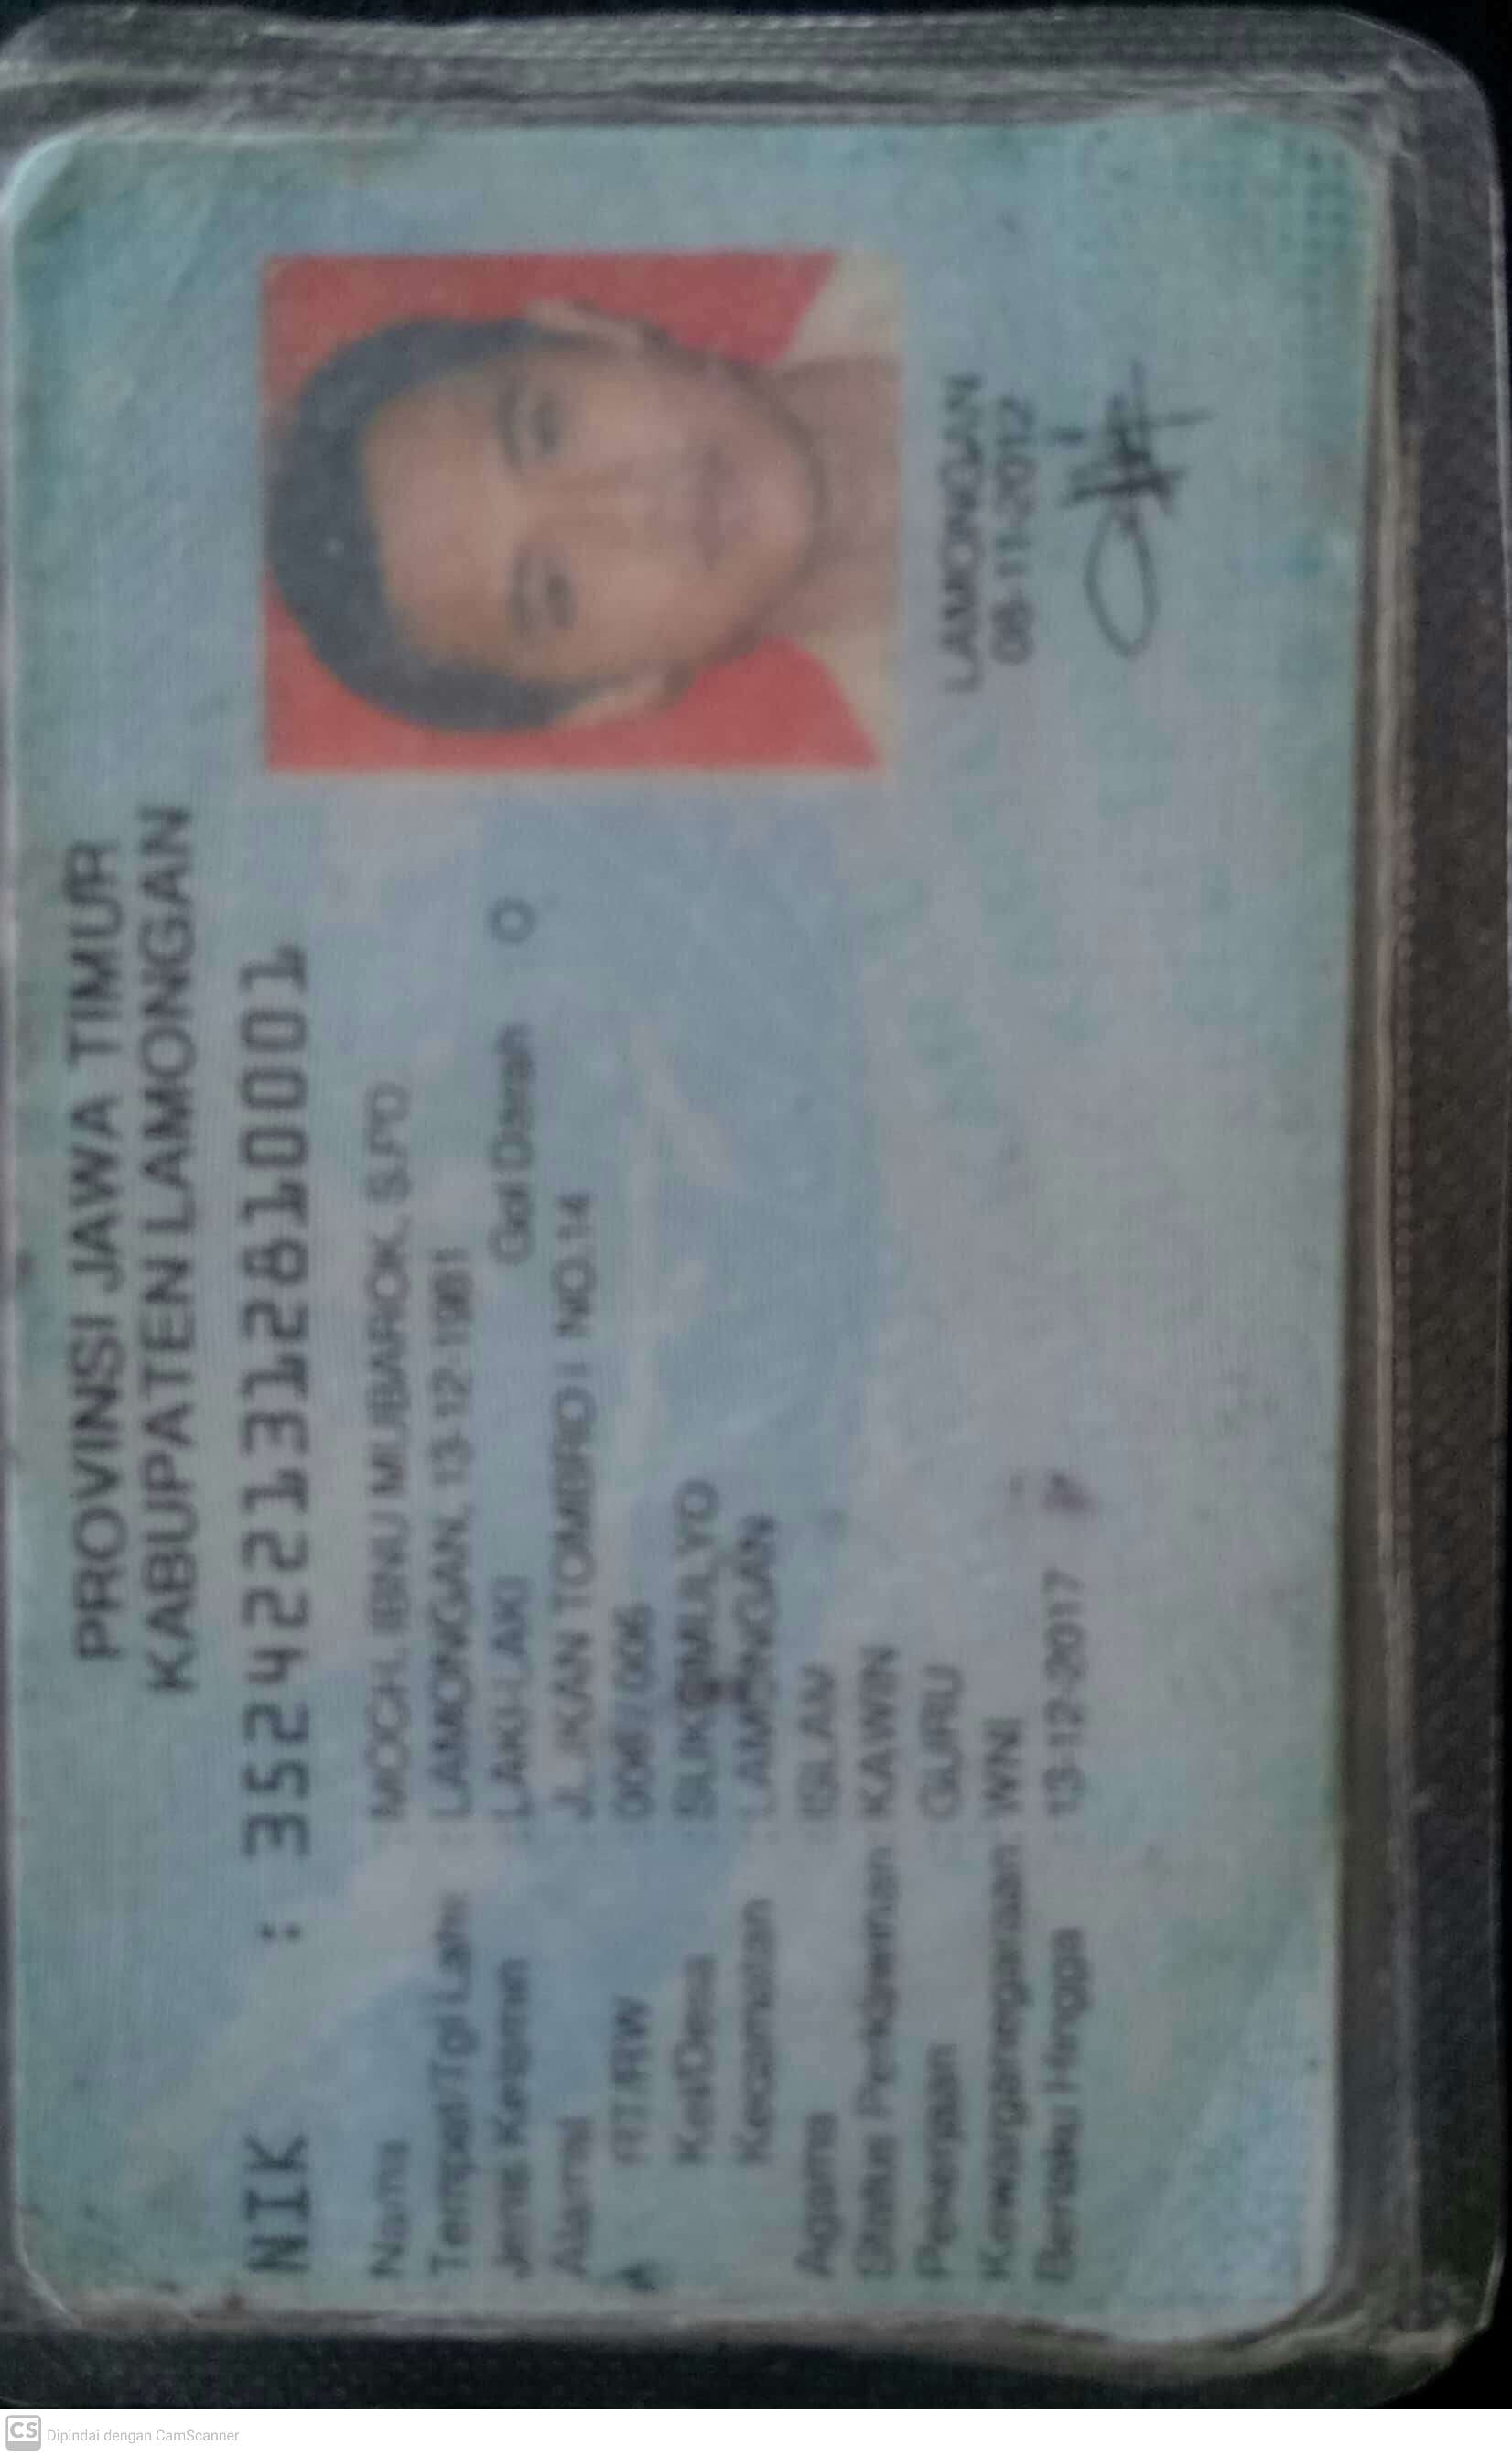 PROVINSI JAWA TIMUR
KABUPATEN LAMONGAN
NIK : 3524221312810001
Nama : MOCH. IBNU MUBAROK, S.PD
Tempat/Tgl Lahir : LAMONGAN, 13-12-1981
Jenis Kelamin : LAKI-LAKI Gol Darah : O
Alamat : JL.IKAN TOMBRO I NO.14
RT/RW : 006/006
Kel/Desa : SUKOMULYO
Kecamatan : LAMONGAN
Agama : ISLAM
Status Perkawinan : KAWIN
Pekerjaan : GURU
Kewarganegaraan : WNI
Berlaku Hingga : 13-12-2017
LAMONGAN
08-11-2012
CS Dipindai dengan CamScanner